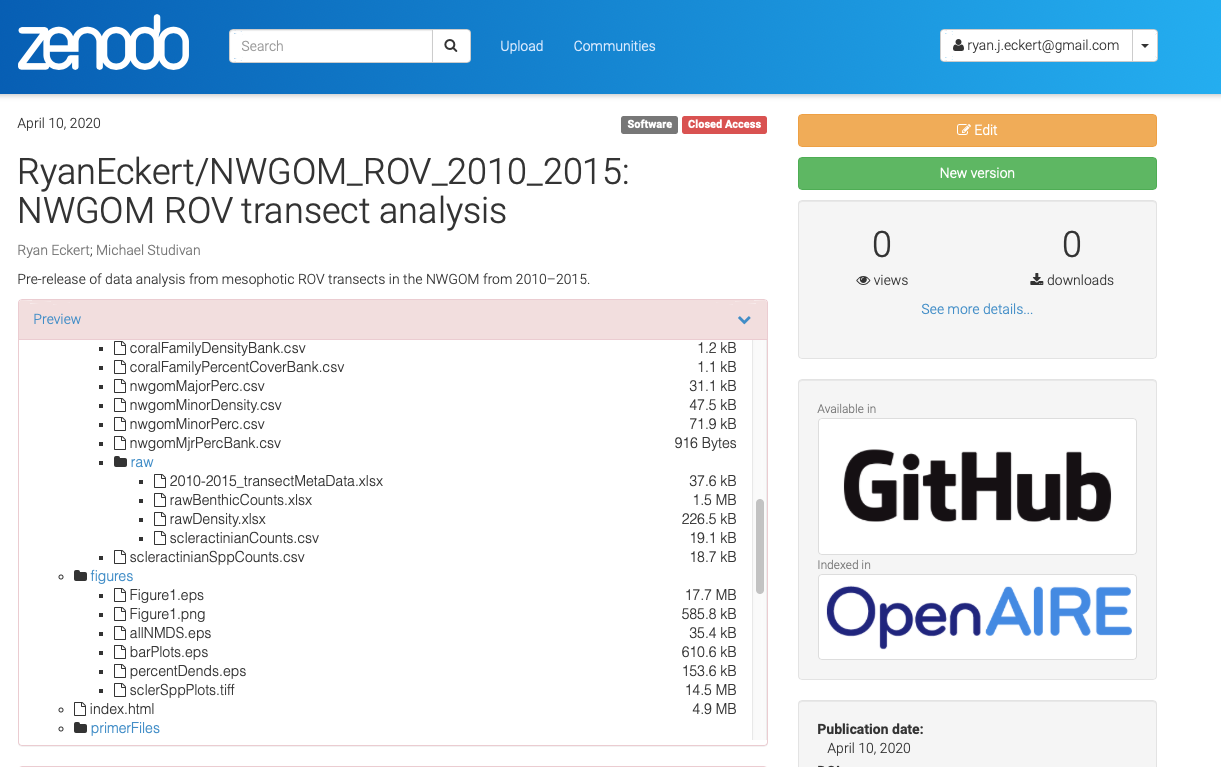 zenodo
Search
Upload
Communities
ryan.j.eckert@gmail.com
April 10, 2020
Software
Closed Access
RyanEckert/NWGOM_ROV_2010_2015:
NWGOM ROV transect analysis
Ryan Eckert; Michael Studivan
Pre-release of data analysis from mesophotic ROV transects in the NWGOM from 2010–2015.
Preview
coralFamilyDensityBank.csv 1.2 kB
coralFamilyPercentCoverBank.csv 1.1 kB
nwgomMajorPerc.csv 31.1 kB
nwgomMinorDensity.csv 47.5 kB
nwgomMinorPerc.csv 71.9 kB
nwgomMjrPercBank.csv 916 Bytes
raw
2010-2015_transectMetaData.xlsx 37.6 kB
rawBenthicCounts.xlsx 1.5 MB
rawDensity.xlsx 226.5 kB
scleractinianCounts.csv 19.1 kB
scleractinianSppCounts.csv 18.7 kB
figures
Figure1.eps 17.7 MB
Figure1.png 585.8 kB
allNMDS.eps 35.4 kB
barPlots.eps 610.6 kB
percentDends.eps 153.6 kB
sclerSppPlots.tiff 14.5 MB
index.html 4.9 MB
primerFiles
Edit
New version
0 0
views downloads
See more details...
Available in
GitHub
Indexed in
OpenAIRE
Publication date:
April 10, 2020